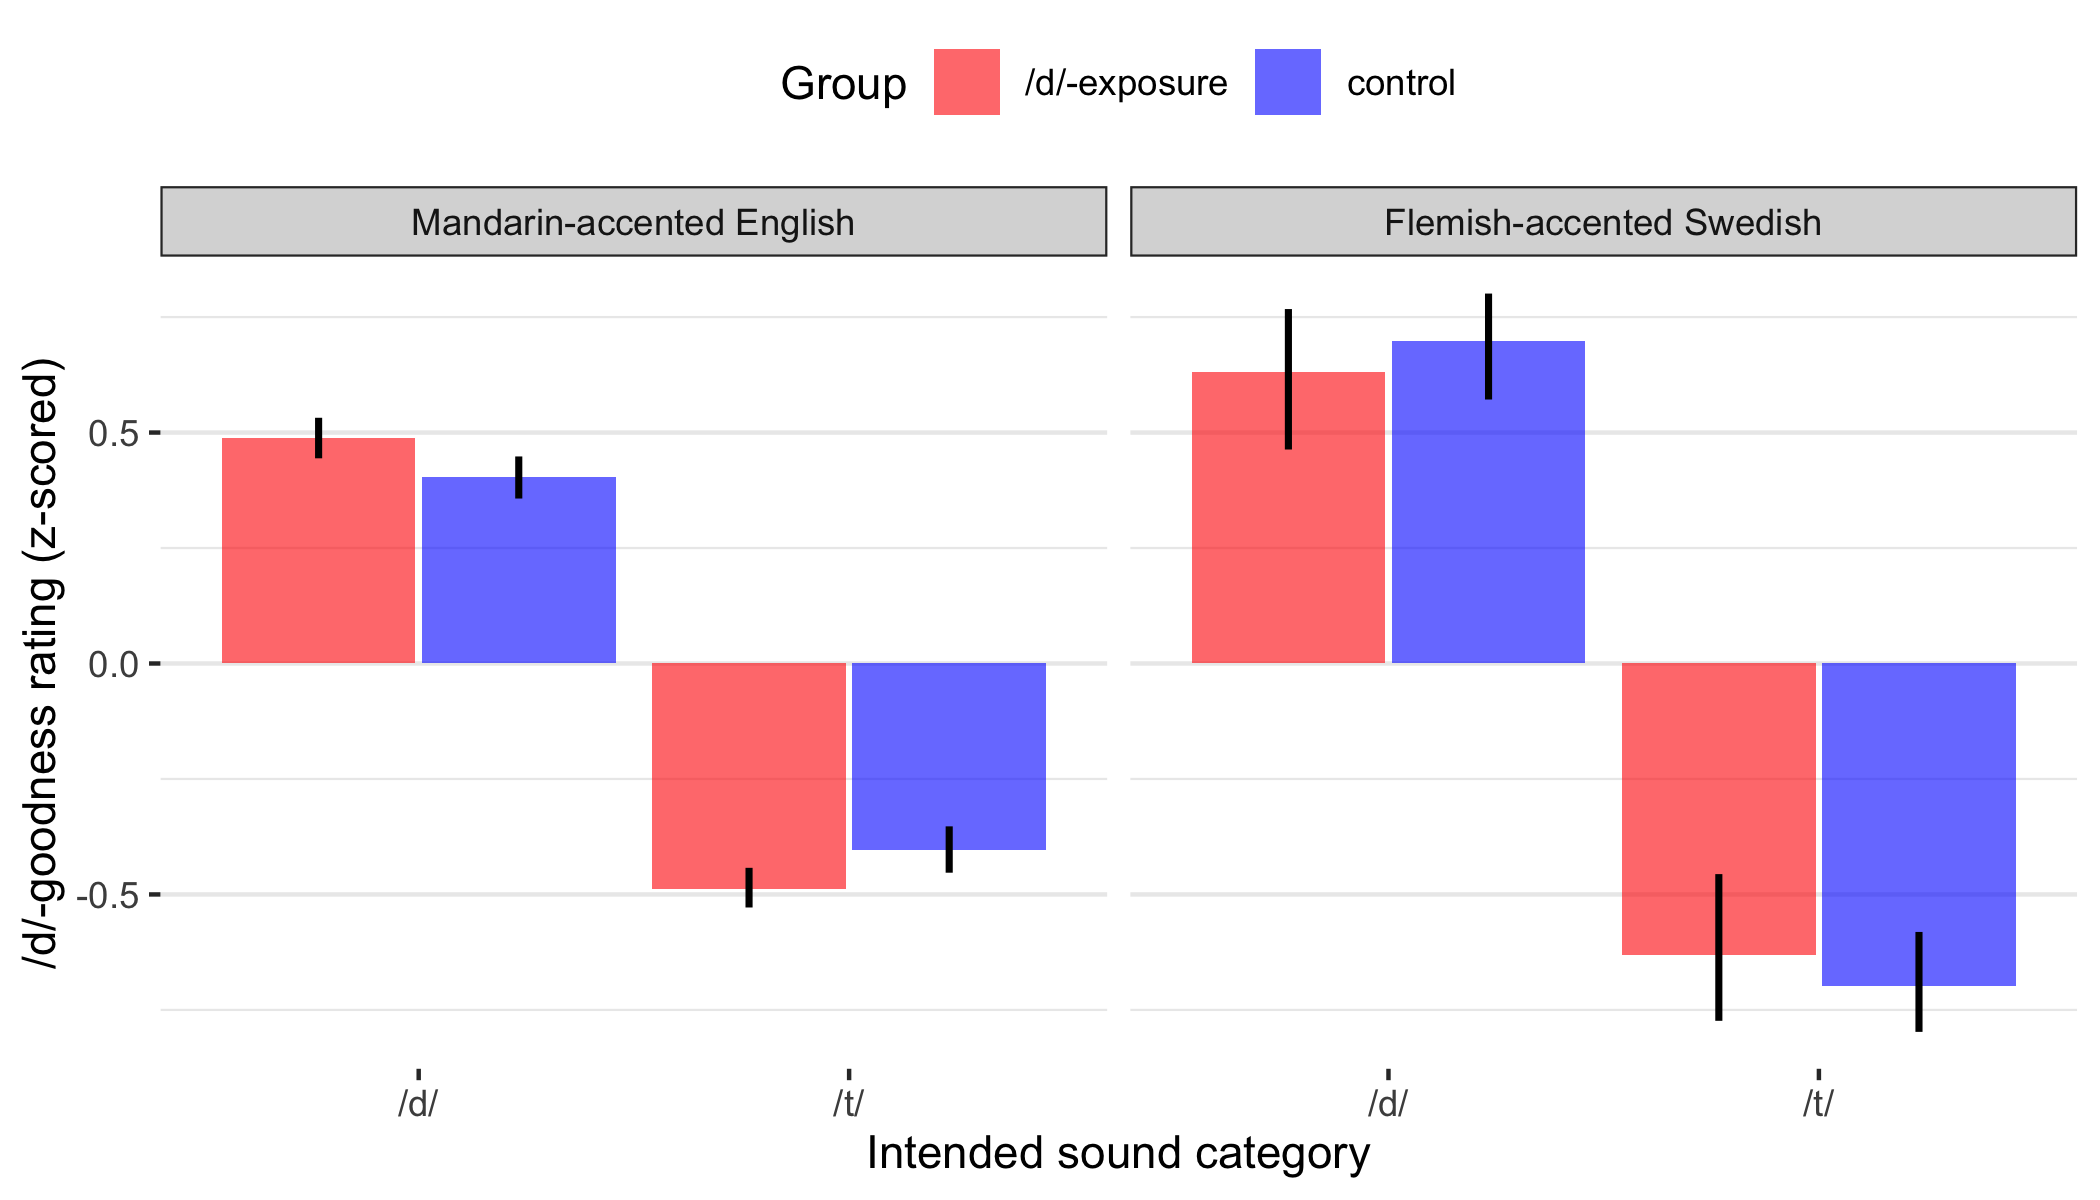 Group /d/-exposure control
Mandarin-accented English
Flemish-accented Swedish
/d/-goodness rating (z-scored)
0.5
0.0
-0.5
/d/ /t/ /d/ /t/
Intended sound category